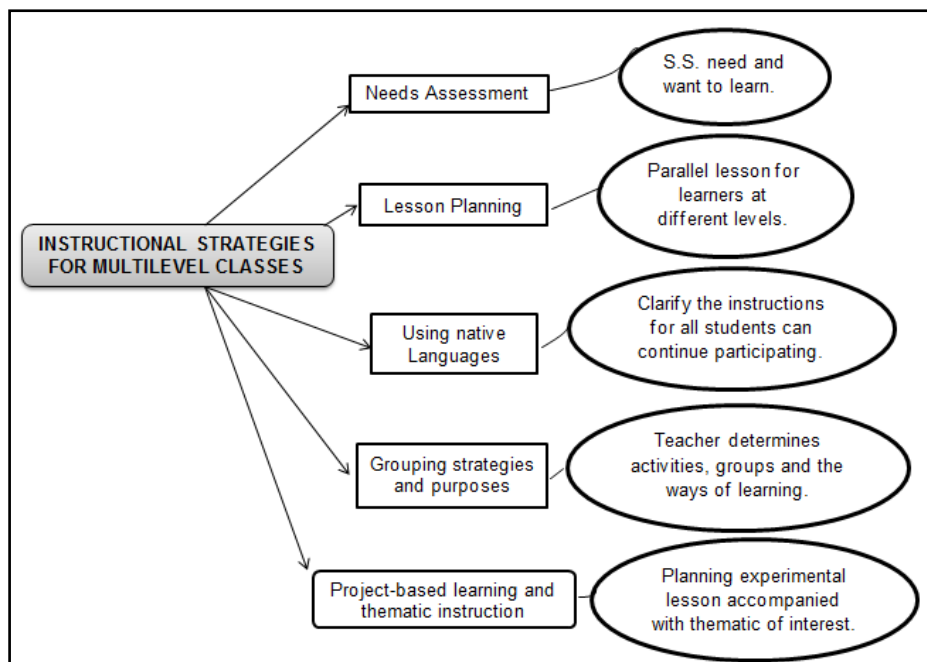 S.S. need and
want to learn.
Needs Assessment
Parallel lesson for
learners at
different levels.
Lesson Planning
INSTRUCTIONAL STRATEGIES
FOR MULTILEVEL CLASSES
Clarify the instructions
for all students can
continue participating.
Using native
Languages
Teacher determines
activities, groups and the
ways of learning.
Grouping strategies
and purposes
Planning experimental
lesson accompanied
with thematic of interest.
Project-based learning and
thematic instruction